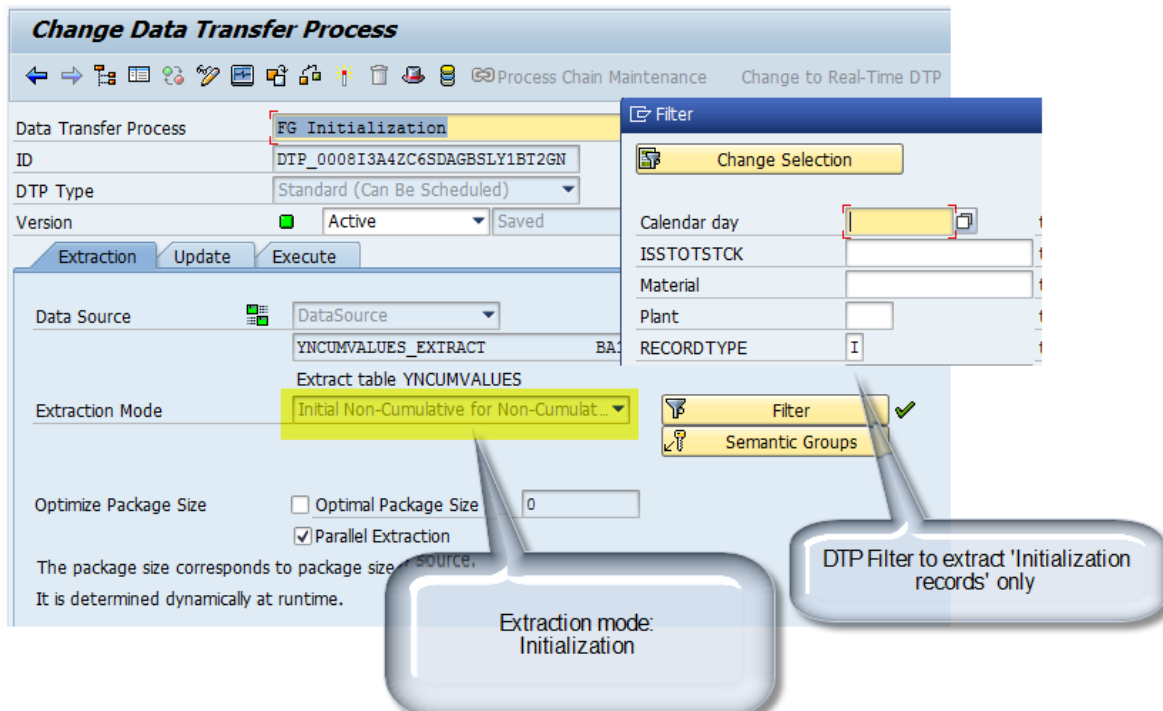 Change Data Transfer Process
Process Chain Maintenance Change to Real-Time DTP
Data Transfer Process FG Initialization
ID DTP_0008I3A4ZC6SDAGBSLY1BT2GN
DTP Type Standard (Can Be Scheduled)
Version Active Saved
Extraction Update Execute
Data Source DataSource
YNCUMVALUES_EXTRACT
Extract table YNCUMVALUES
Extraction Mode Initial Non-Cumulative for Non-Cumulat...
Filter
Semantic Groups
Optimize Package Size Optimal Package Size 0
Parallel Extraction
The package size corresponds to package size source.
It is determined dynamically at runtime.
Filter
Change Selection
Calendar day
ISSTOTSTCK
Material
Plant
RECORDTYPE I
Extraction mode:
Initialization
DTP Filter to extract 'Initialization
records' only